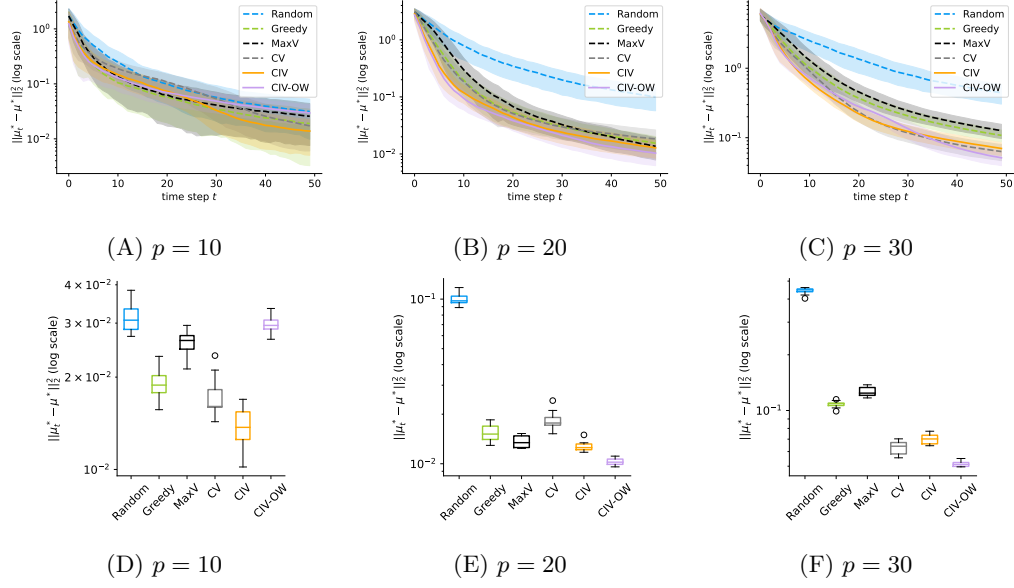 ||μ*t − μ*||²₂ (log scale)
10⁰
10⁻¹
10⁻²
0 10 20 30 40 50
time step t
Random
Greedy
MaxV
CV
CIV
CIV-OW
||μ*t − μ*||²₂ (log scale)
10⁰
10⁻¹
10⁻²
0 10 20 30 40 50
time step t
Random
Greedy
MaxV
CV
CIV
CIV-OW
||μ*t − μ*||²₂ (log scale)
10⁰
10⁻¹
0 10 20 30 40 50
time step t
Random
Greedy
MaxV
CV
CIV
CIV-OW
(A) p = 10
(B) p = 20
(C) p = 30
||μ*t − μ*||²₂ (log scale)
4 × 10⁻²
3 × 10⁻²
2 × 10⁻²
10⁻²
Random Greedy MaxV CV CIV CIV-OW
||μ*t − μ*||²₂ (log scale)
10⁻¹
10⁻²
Random Greedy MaxV CV CIV CIV-OW
||μ*t − μ*||²₂ (log scale)
10⁻¹
Random Greedy MaxV CV CIV CIV-OW
(D) p = 10
(E) p = 20
(F) p = 30